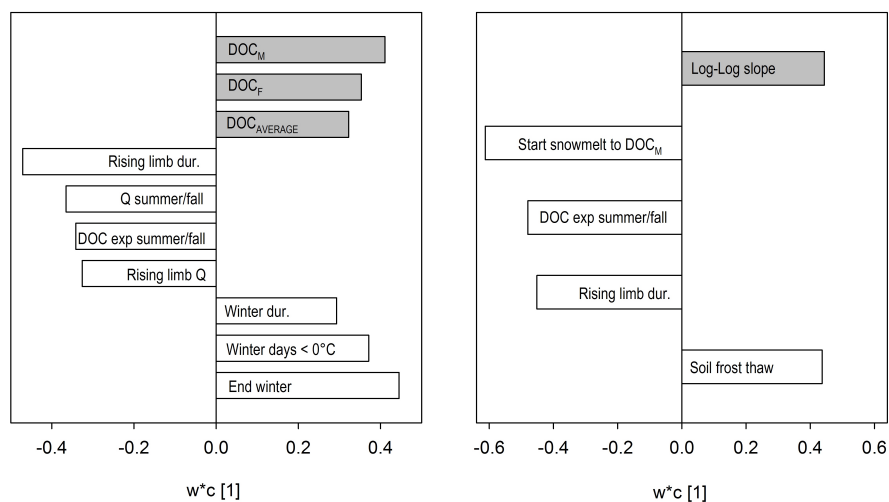 DOC_M
DOC_F
DOC_AVERAGE
Rising limb dur.
Q summer/fall
DOC exp summer/fall
Rising limb Q
Winter dur.
Winter days < 0°C
End winter
-0.4 -0.2 0.0 0.2 0.4
w*c [1]
Log-Log slope
Start snowmelt to DOC_M
DOC exp summer/fall
Rising limb dur.
Soil frost thaw
-0.6 -0.4 -0.2 0.0 0.2 0.4 0.6
w*c [1]